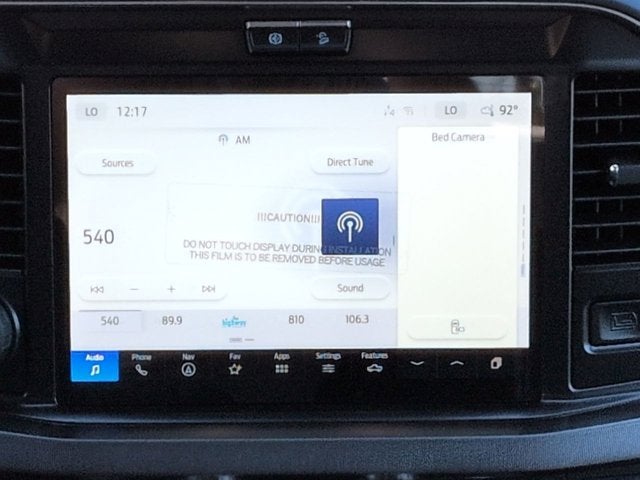 LO 12:17 LO 92°
AM
Bed Camera
Sources Direct Tune
!!!CAUTION!!!
540
DO NOT TOUCH DISPLAY DURING INSTALLATION
THIS FILM IS TO BE REMOVED BEFORE USAGE
Sound
540 89.9 the highway 810 106.3
Audio Phone Nav Fav Apps Settings Features